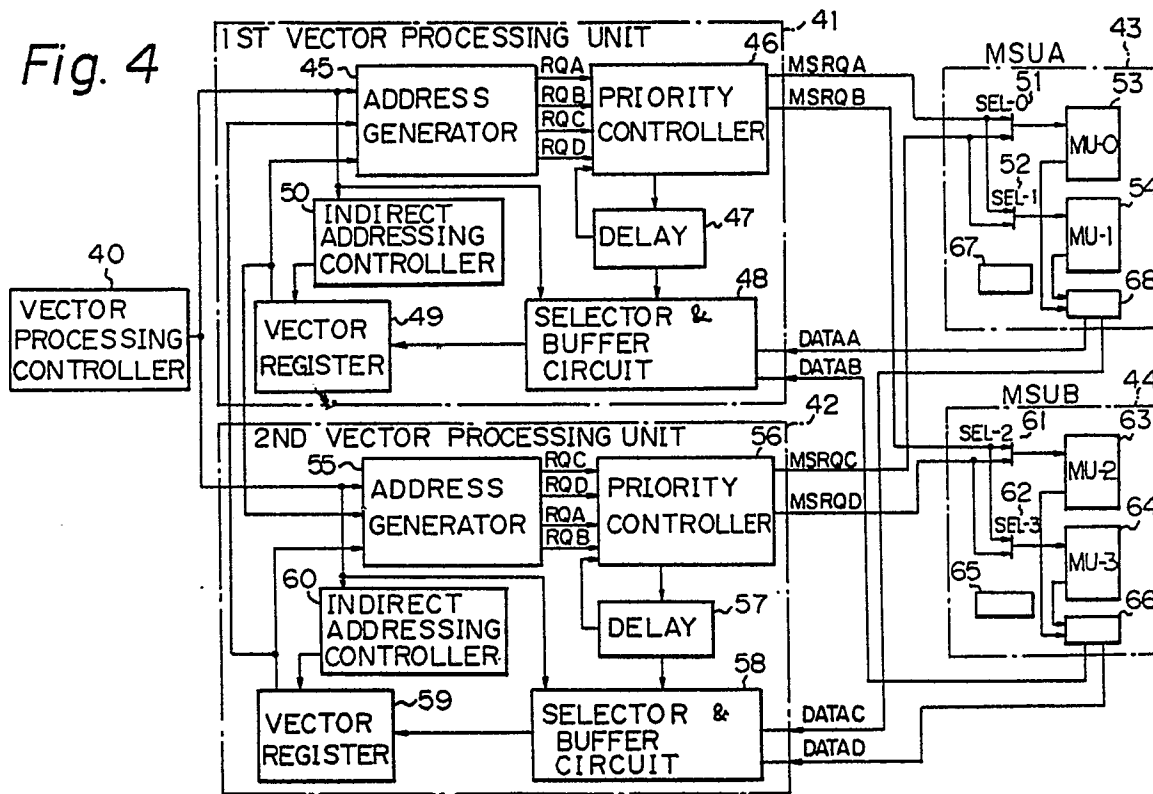 Fig. 4
1ST VECTOR PROCESSING UNIT
41
45
ADDRESS
GENERATOR
RQA
RQB
RQC
RQD
46
PRIORITY
CONTROLLER
MSRQA
MSRQB
50
INDIRECT
ADDRESSING
CONTROLLER
47
DELAY
40
VECTOR
PROCESSING
CONTROLLER
49
VECTOR
REGISTER
48
SELECTOR &
BUFFER
CIRCUIT
DATAA
DATAB
MSUA
43
51
SEL-0
53
MU-0
52
SEL-1
54
MU-1
67
68
2ND VECTOR PROCESSING UNIT
42
55
ADDRESS
GENERATOR
RQC
RQD
RQA
RQB
56
PRIORITY
CONTROLLER
MSRQC
MSRQD
60
INDIRECT
ADDRESSING
CONTROLLER
57
DELAY
59
VECTOR
REGISTER
58
SELECTOR &
BUFFER
CIRCUIT
DATAC
DATAD
MSUB
44
SEL-2
61
63
MU-2
62
SEL-3
64
MU-3
65
66